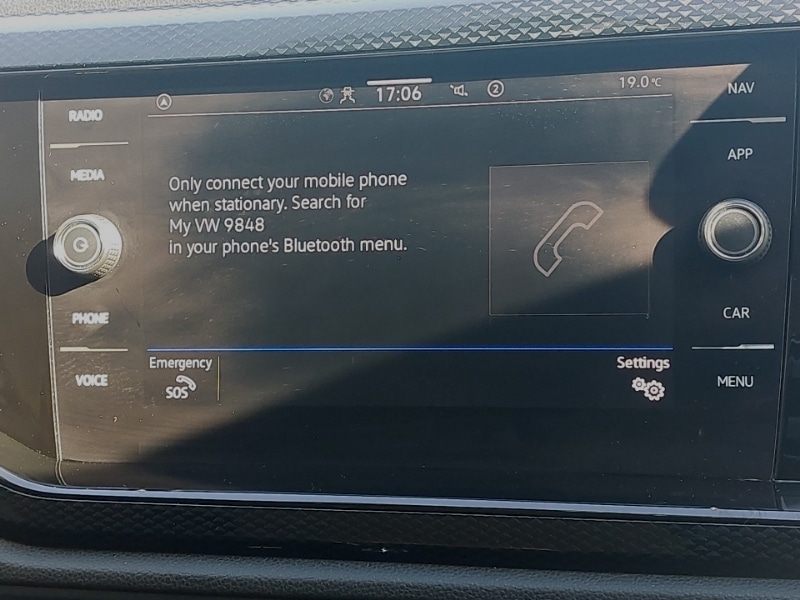 17:06
2
19.0°C
RADIO
MEDIA
PHONE
VOICE
Only connect your mobile phone
when stationary. Search for
My VW 9848
in your phone's Bluetooth menu.
Emergency
SOS
Settings
NAV
APP
CAR
MENU